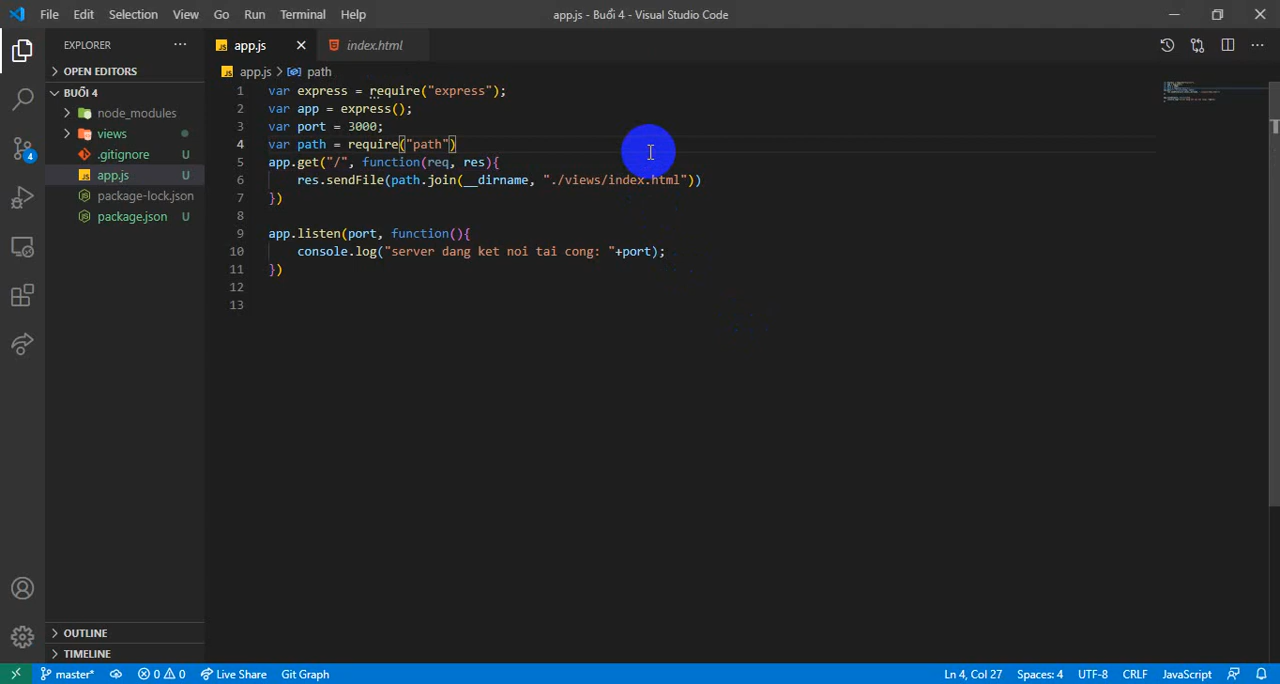 File Edit Selection View Go Run Terminal Help
app.js - Buổi 4 - Visual Studio Code
EXPLORER
OPEN EDITORS
BUỔI 4
node_modules
views
.gitignore U
app.js U
package-lock.json
package.json U
OUTLINE
TIMELINE
app.js
index.html
app.js > path
1 var express = require("express");
2 var app = express();
3 var port = 3000;
4 var path = require("path")
5 app.get("/", function(req, res){
6 res.sendFile(path.join(__dirname, "./views/index.html"))
7 })
8
9 app.listen(port, function(){
10 console.log("server dang ket noi tai cong: "+port);
11 })
12
13
4
master* 0 0 Live Share Git Graph
Ln 4, Col 27 Spaces: 4 UTF-8 CRLF JavaScript